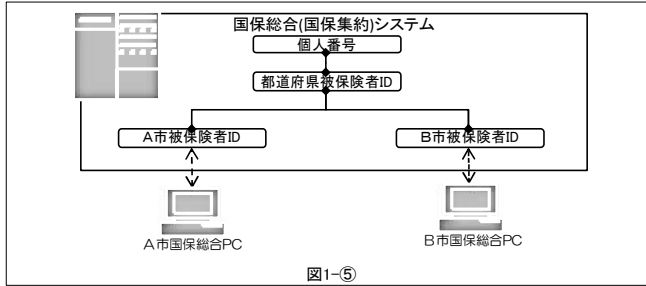 国保総合(国保集約)システム
個人番号
都道府県被保険者ID
A市被保険者ID
B市被保険者ID
A市国保総合PC
B市国保総合PC
図1-⑤